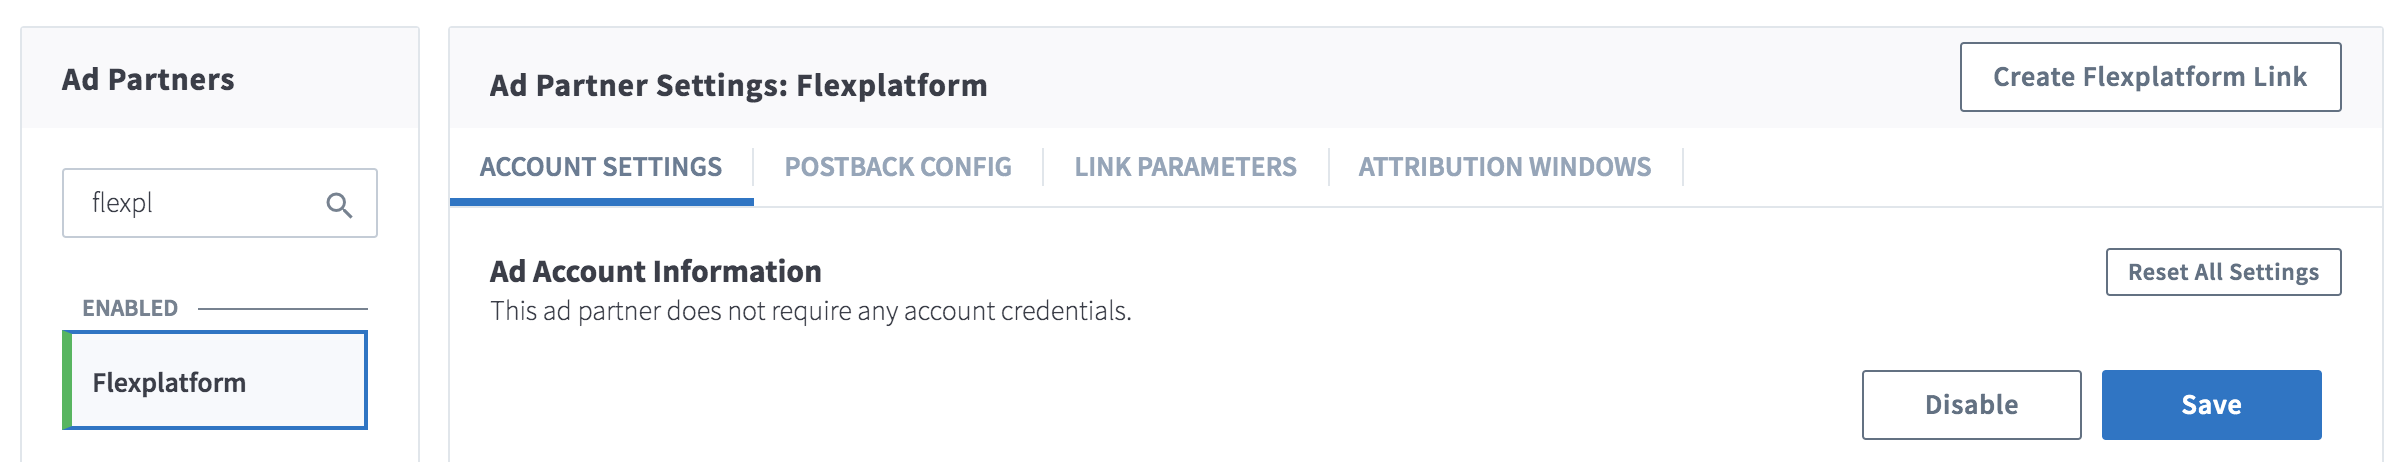 Ad Partners
flexpl
ENABLED
Flexplatform
Ad Partner Settings: Flexplatform
Create Flexplatform Link
ACCOUNT SETTINGS
POSTBACK CONFIG
LINK PARAMETERS
ATTRIBUTION WINDOWS
Ad Account Information
Reset All Settings
This ad partner does not require any account credentials.
Disable
Save